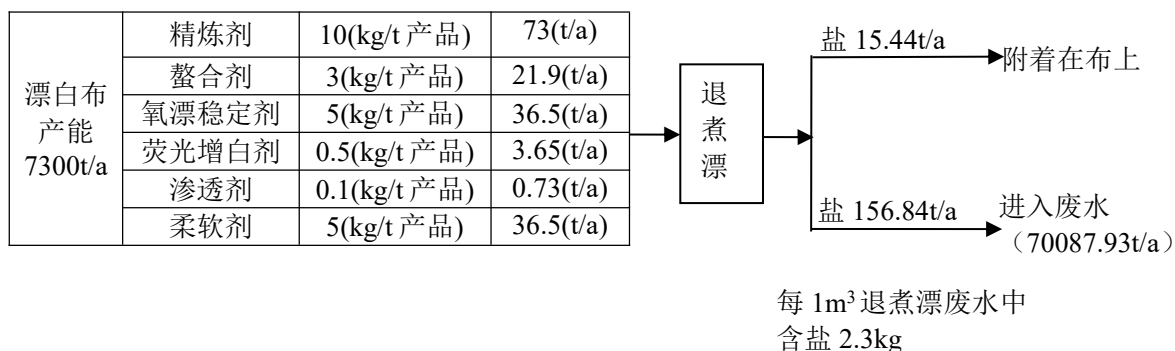 漂白布
产能
7300t/a
精炼剂 10(kg/t 产品) 73(t/a)
螯合剂 3(kg/t 产品) 21.9(t/a)
氧漂稳定剂 5(kg/t 产品) 36.5(t/a)
荧光增白剂 0.5(kg/t 产品) 3.65(t/a)
渗透剂 0.1(kg/t 产品) 0.73(t/a)
柔软剂 5(kg/t 产品) 36.5(t/a)
退
煮
漂
盐 15.44t/a
附着在布上
盐 156.84t/a
进入废水
（70087.93t/a）
每 1m³退煮漂废水中
含盐 2.3kg